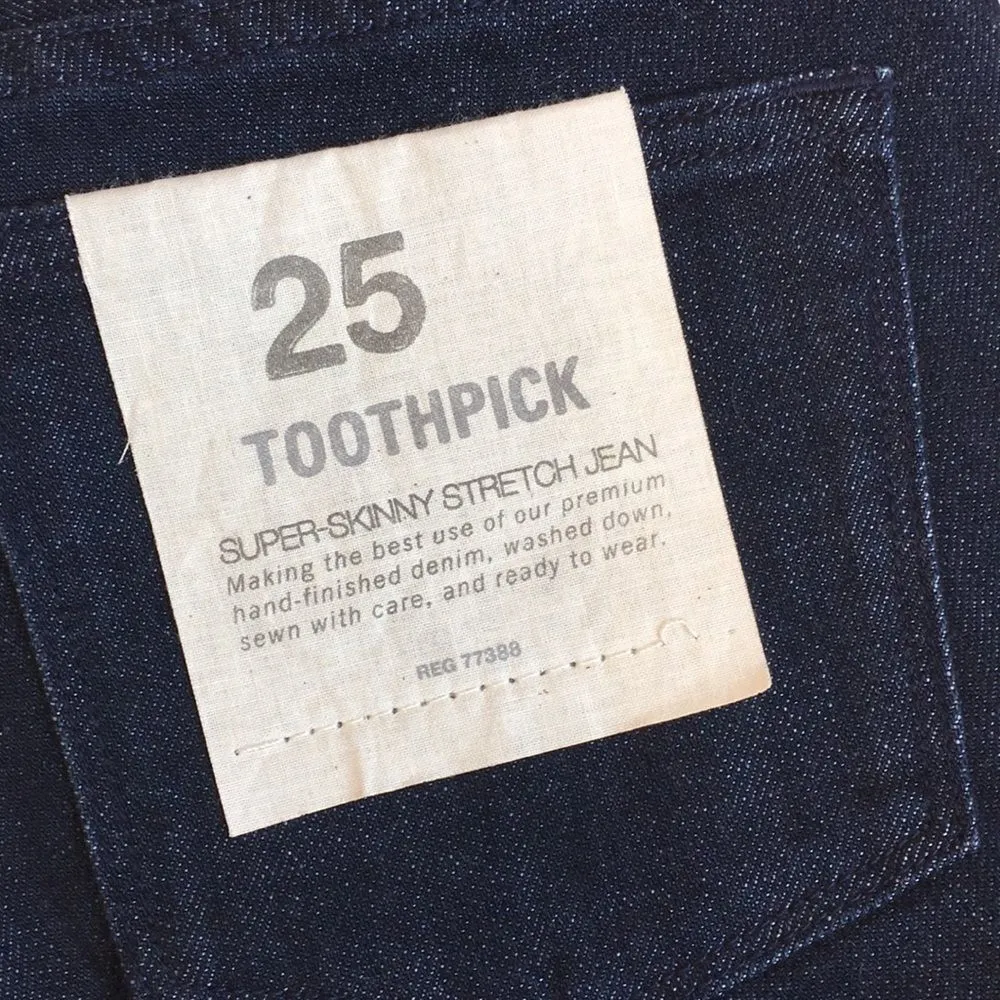 25
TOOTHPICK
SUPER-SKINNY STRETCH JEAN
Making the best use of our premium
hand-finished denim, washed down,
sewn with care, and ready to wear.
REG 77388